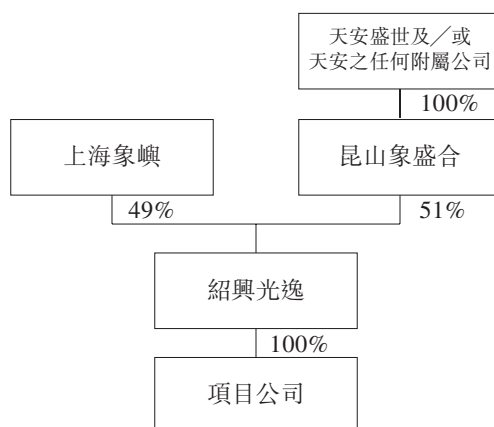 天安盛世及／或
天安之任何附屬公司
100%
上海象嶼
昆山象盛合
49%
51%
紹興光逸
100%
項目公司